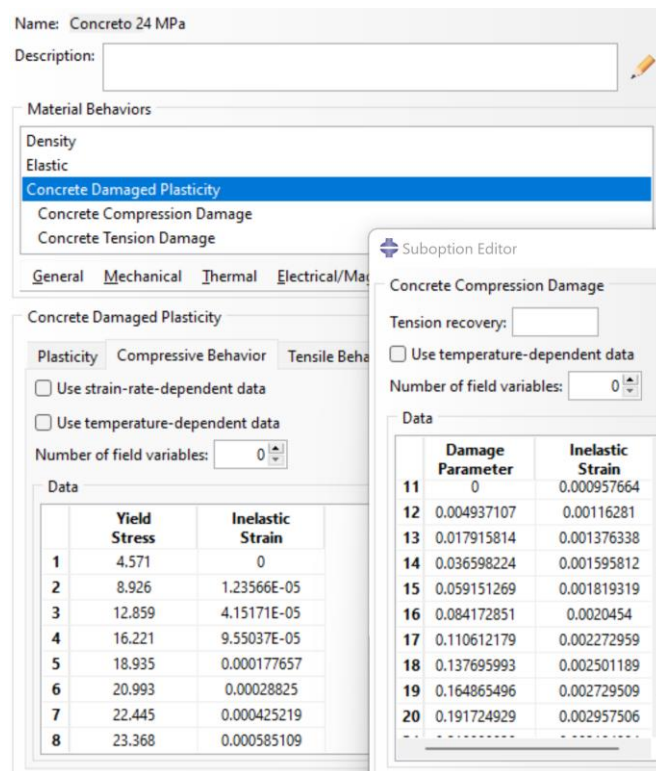 Name: Concreto 24 MPa
Description:
Material Behaviors
Density
Elastic
Concrete Damaged Plasticity
Concrete Compression Damage
Concrete Tension Damage
General Mechanical Thermal Electrical/Mag
Concrete Damaged Plasticity
Plasticity Compressive Behavior Tensile Beha
Use strain-rate-dependent data
Use temperature-dependent data
Number of field variables: 0
Data
Yield Stress Inelastic Strain
1 4.571 0
2 8.926 1.23566E-05
3 12.859 4.15171E-05
4 16.221 9.55037E-05
5 18.935 0.000177657
6 20.993 0.00028825
7 22.445 0.000425219
8 23.368 0.000585109
Suboption Editor
Concrete Compression Damage
Tension recovery:
Use temperature-dependent data
Number of field variables: 0
Data
Damage Parameter Inelastic Strain
11 0 0.000957664
12 0.004937107 0.00116281
13 0.017915814 0.001376338
14 0.036598224 0.001595812
15 0.059151269 0.001819319
16 0.084172851 0.0020454
17 0.110612179 0.002272959
18 0.137695993 0.002501189
19 0.164865496 0.002729509
20 0.191724929 0.002957506